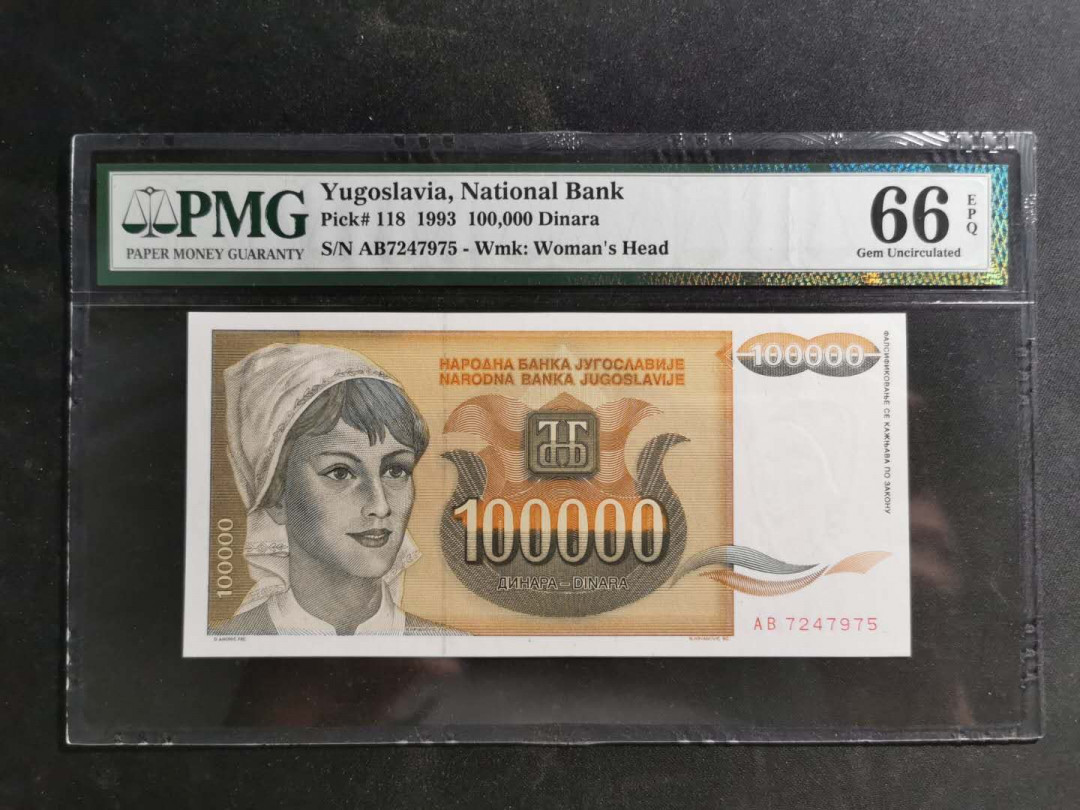 PMG
PAPER MONEY GUARANTY
Yugoslavia, National Bank
Pick# 118 1993 100,000 Dinara
S/N AB7247975 - Wmk: Woman's Head
66
EPQ
Gem Uncirculated
НАРОДНА БАНКА ЈУГОСЛАВИЈЕ
NARODNA BANKA JUGOSLAVIJE
100000
ФАЛСИФИКОВАЊЕ СЕ КАЖЊАВА ПО ЗАКОНУ
100000
100000
ДИНАРА – DINARA
AB 7247975